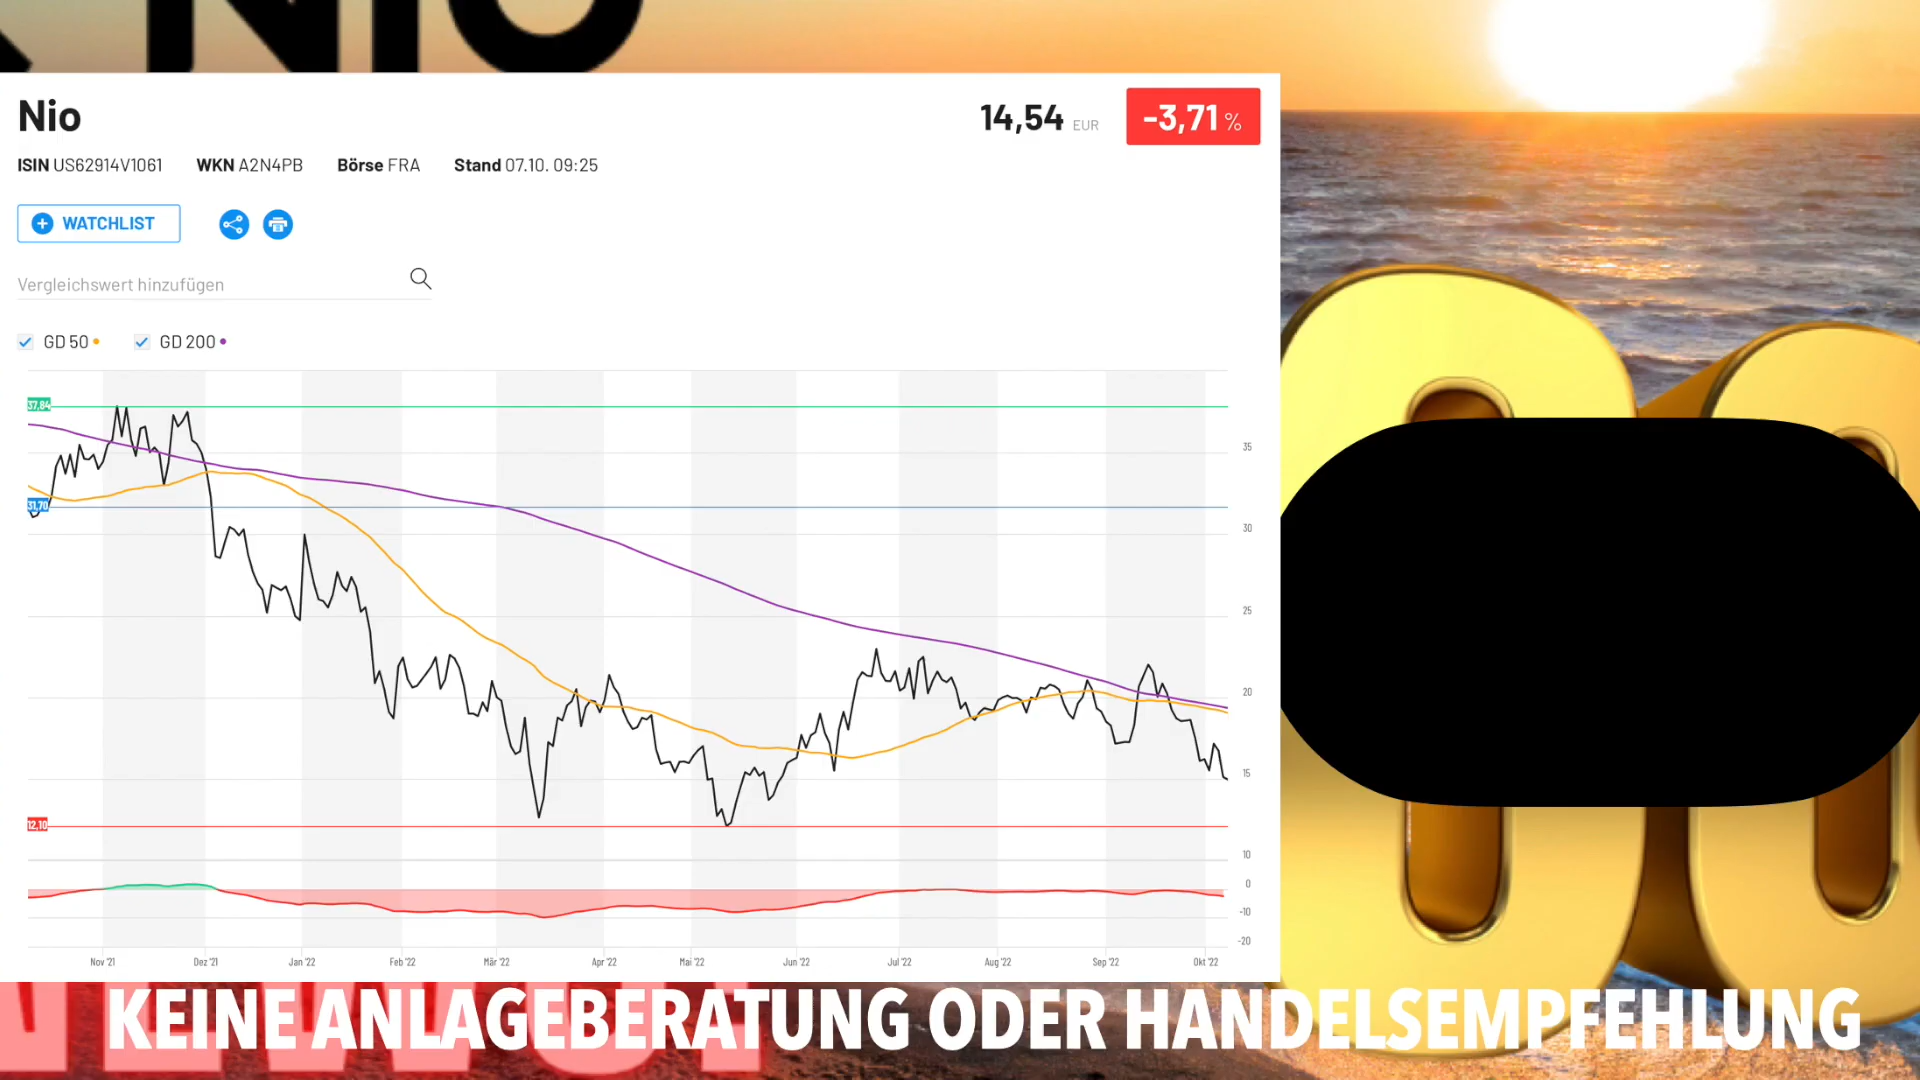 NIO
Nio
14,54 EUR
-3,71 %
ISIN US62914V1061 WKN A2N4PB Börse FRA Stand 07.10. 09:25
WATCHLIST
Vergleichswert hinzufügen
GD 50 GD 200
37,84
35
31,70
30
25
20
15
12,10
10
0
-10
-20
Nov '21 Dez '21 Jan '22 Feb '22 Mär '22 Apr '22 Mai '22 Jun '22 Jul '22 Aug '22 Sep '22 Okt '22
KEINE ANLAGEBERATUNG ODER HANDELSEMPFEHLUNG